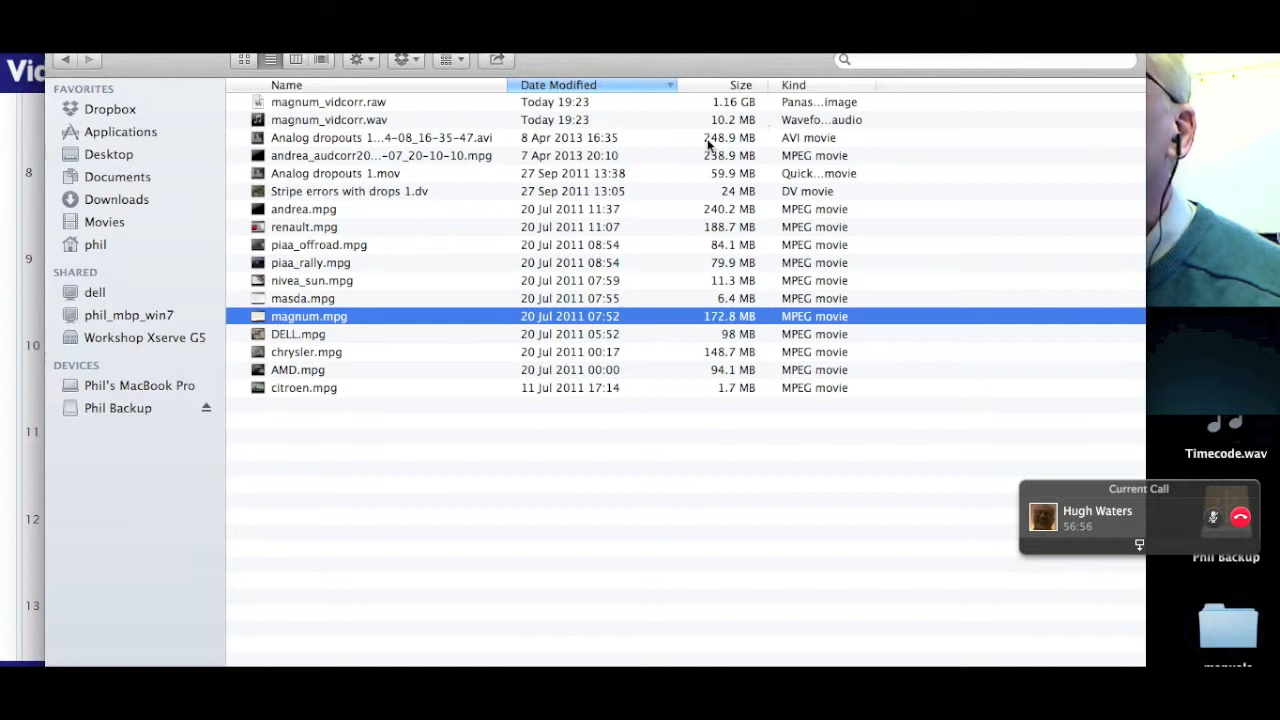 Vid
FAVORITES
Dropbox
Applications
Desktop
Documents
Downloads
Movies
phil
SHARED
dell
phil_mbp_win7
Workshop Xserve G5
DEVICES
Phil's MacBook Pro
Phil Backup
8
9
10
11
12
13
Name Date Modified Size Kind
magnum_vidcorr.raw Today 19:23 1.16 GB Panas...image
magnum_vidcorr.wav Today 19:23 10.2 MB Wavefo...audio
Analog dropouts 1...4-08_16-35-47.avi 8 Apr 2013 16:35 248.9 MB AVI movie
andrea_audcorr20...-07_20-10-10.mpg 7 Apr 2013 20:10 238.9 MB MPEG movie
Analog dropouts 1.mov 27 Sep 2011 13:38 59.9 MB Quick...movie
Stripe errors with drops 1.dv 27 Sep 2011 13:05 24 MB DV movie
andrea.mpg 20 Jul 2011 11:37 240.2 MB MPEG movie
renault.mpg 20 Jul 2011 11:07 188.7 MB MPEG movie
piaa_offroad.mpg 20 Jul 2011 08:54 84.1 MB MPEG movie
piaa_rally.mpg 20 Jul 2011 08:54 79.9 MB MPEG movie
nivea_sun.mpg 20 Jul 2011 07:59 11.3 MB MPEG movie
masda.mpg 20 Jul 2011 07:55 6.4 MB MPEG movie
magnum.mpg 20 Jul 2011 07:52 172.8 MB MPEG movie
DELL.mpg 20 Jul 2011 05:52 98 MB MPEG movie
chrysler.mpg 20 Jul 2011 00:17 148.7 MB MPEG movie
AMD.mpg 20 Jul 2011 00:00 94.1 MB MPEG movie
citroen.mpg 11 Jul 2011 17:14 1.7 MB MPEG movie
Timecode.wav
Current Call
Hugh Waters
56:56
Phil Backup